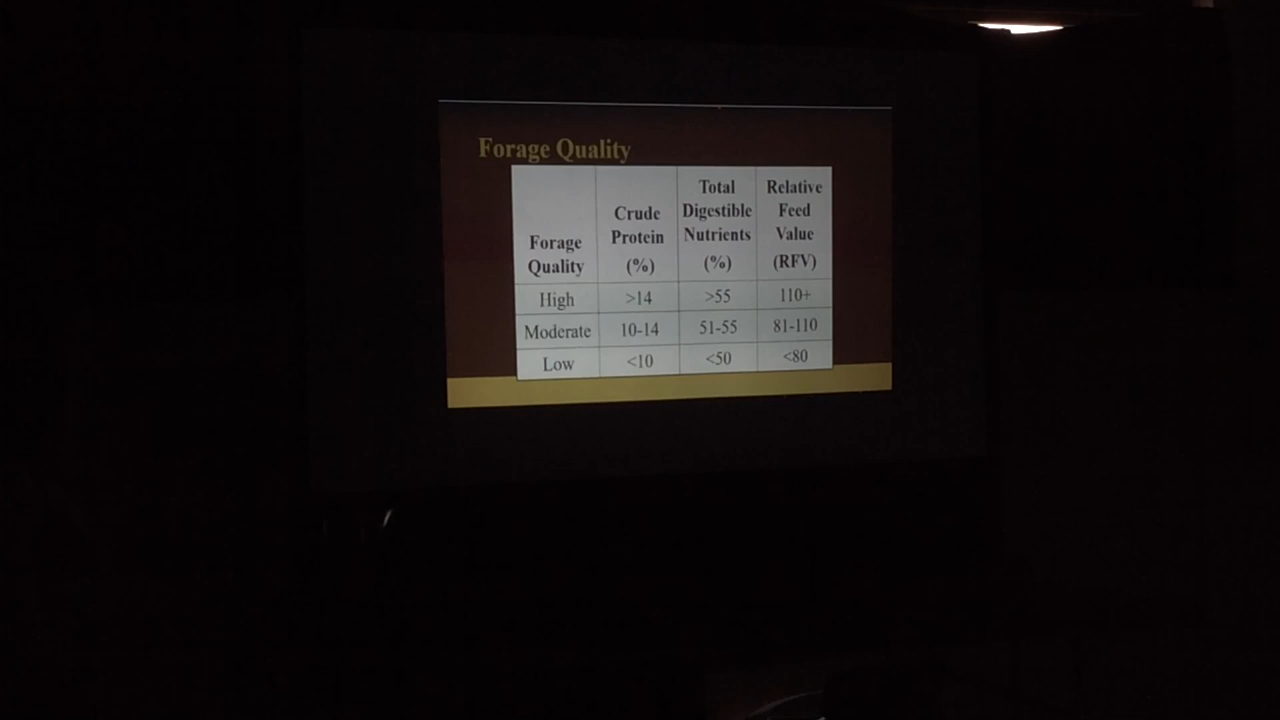 Forage Quality
Forage Quality	Crude Protein (%)	Total Digestible Nutrients (%)	Relative Feed Value (RFV)
High	>14	>55	110+
Moderate	10-14	51-55	81-110
Low	<10	<50	<80